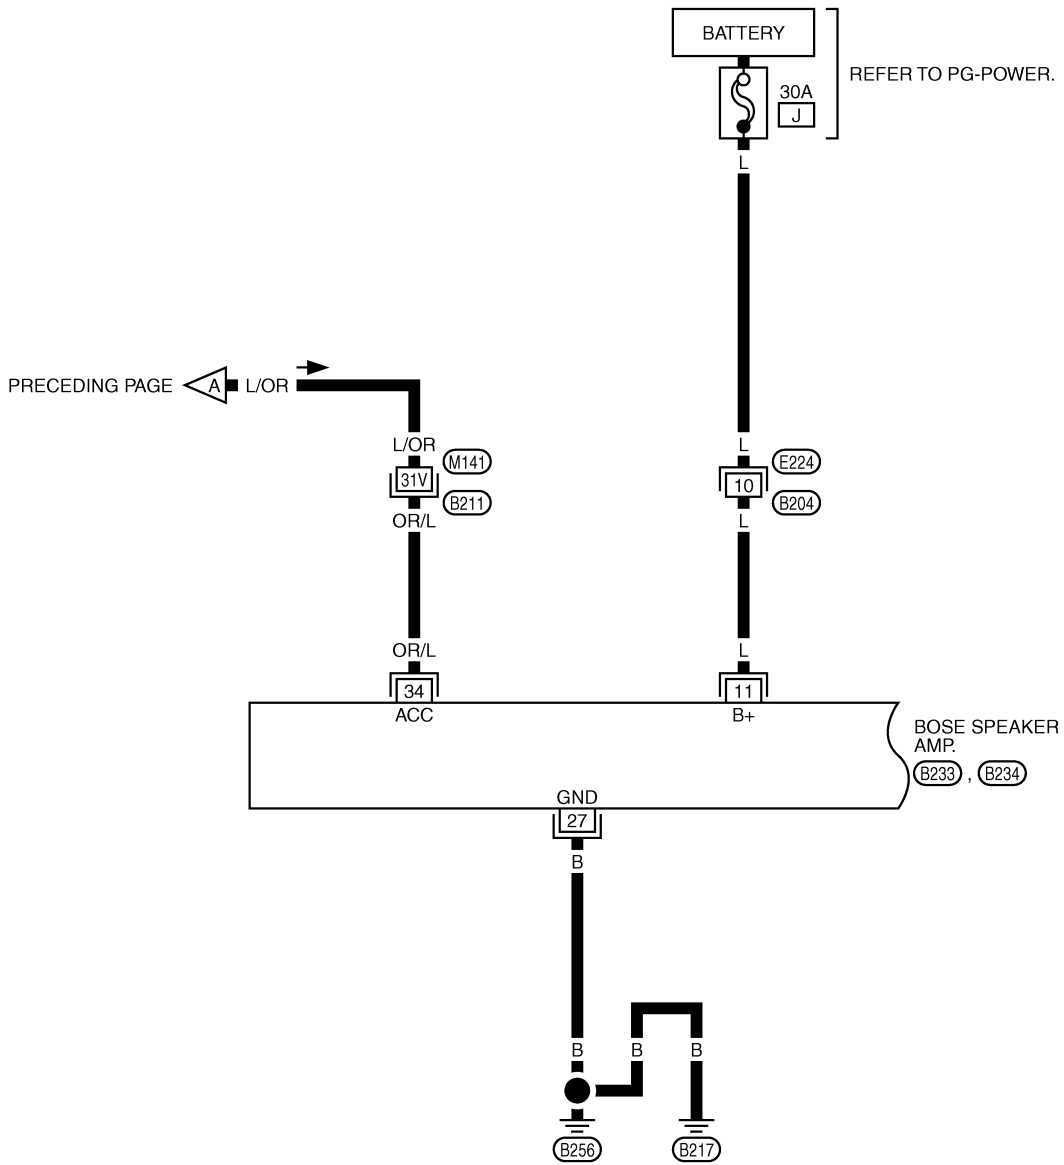 BATTERY
REFER TO PG-POWER.
30A
J
L
PRECEDING PAGE
A
L/OR
L/OR
M141
31V
B211
OR/L
L
E224
10
B204
L
OR/L
L
34
11
ACC
B+
BOSE SPEAKER
AMP.
B233 , B234
GND
27
B
B
B
B
B256
B217